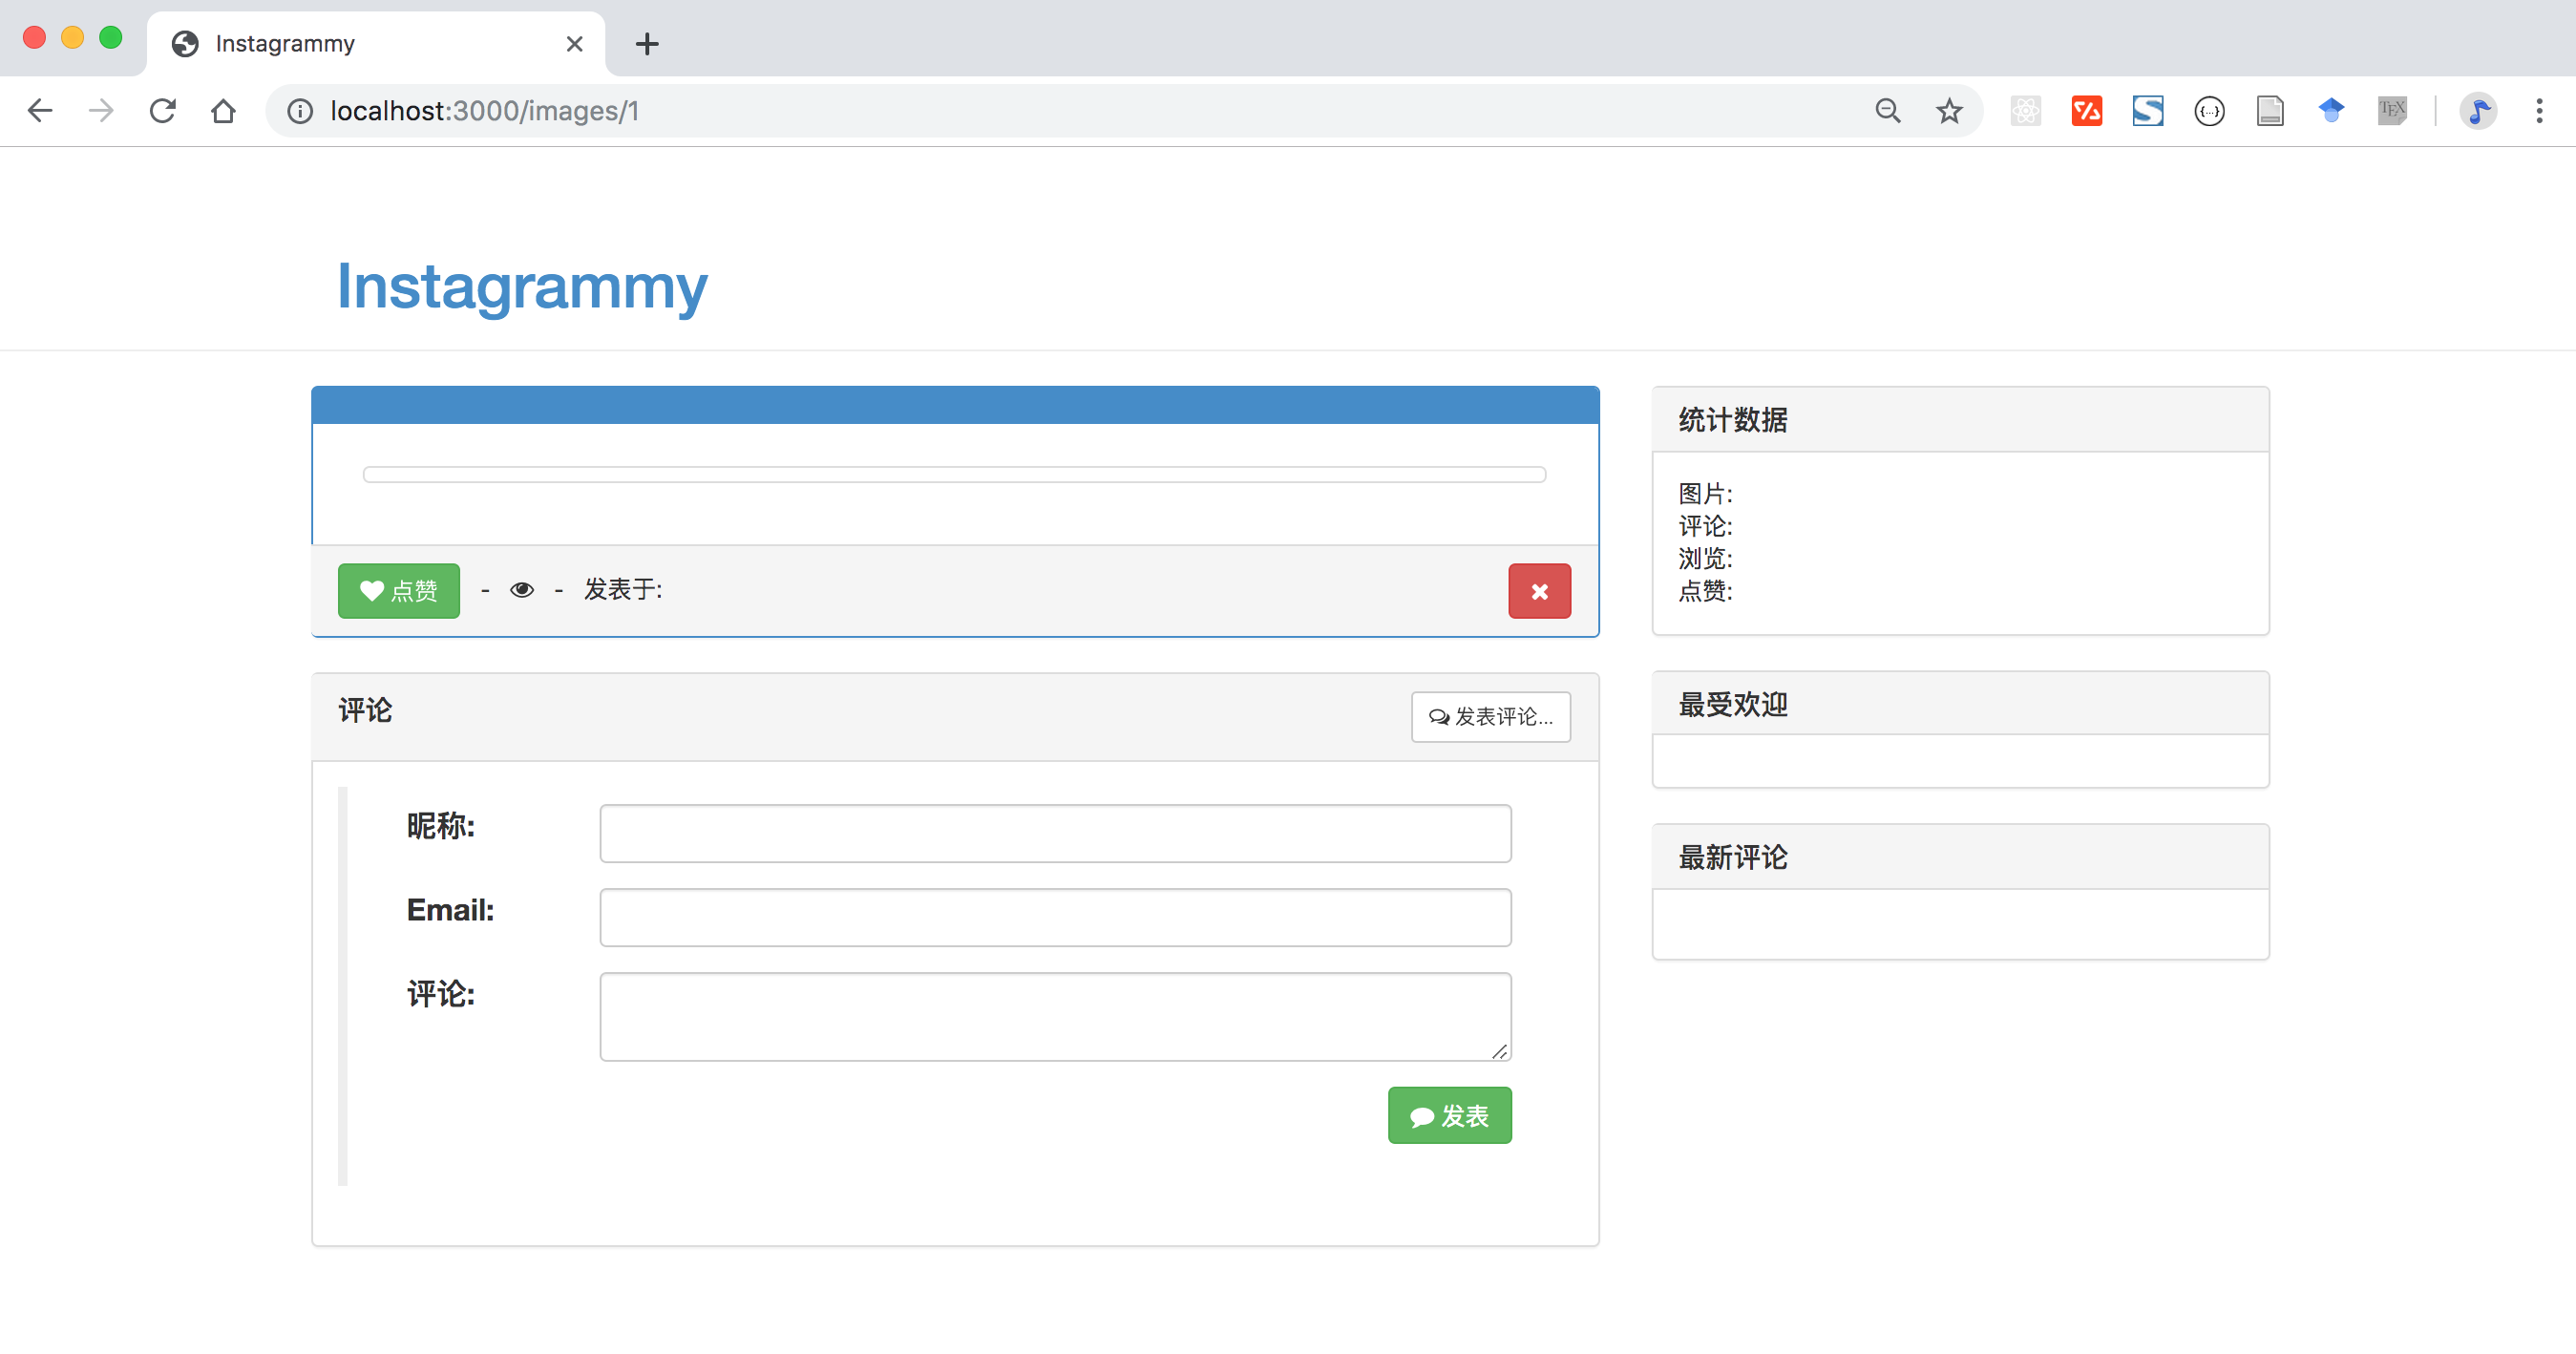 Instagrammy
localhost:3000/images/1
{...}
TEX
Instagrammy
点赞 - - 发表于:
评论
发表评论...
昵称:
Email:
评论:
发表
统计数据
图片:
评论:
浏览:
点赞:
最受欢迎
最新评论